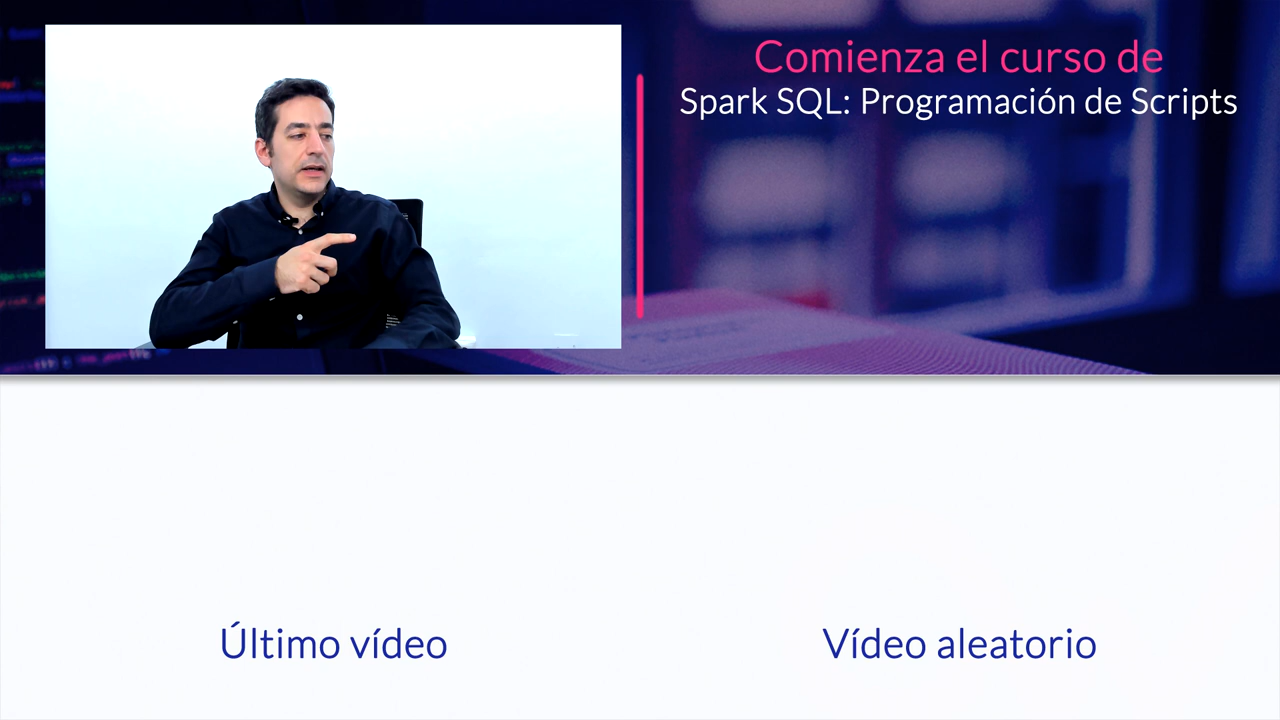 Comienza el curso de
Spark SQL: Programación de Scripts
Último vídeo
Vídeo aleatorio